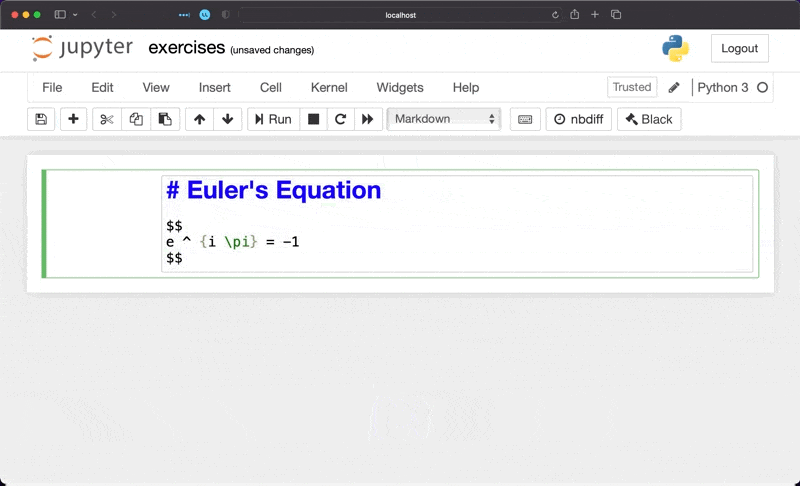 localhost
jupyter exercises (unsaved changes) Logout
File Edit View Insert Cell Kernel Widgets Help Trusted Python 3
Run Markdown nbdiff Black
# Euler's Equation
$$
e ^ {i \pi} = -1
$$